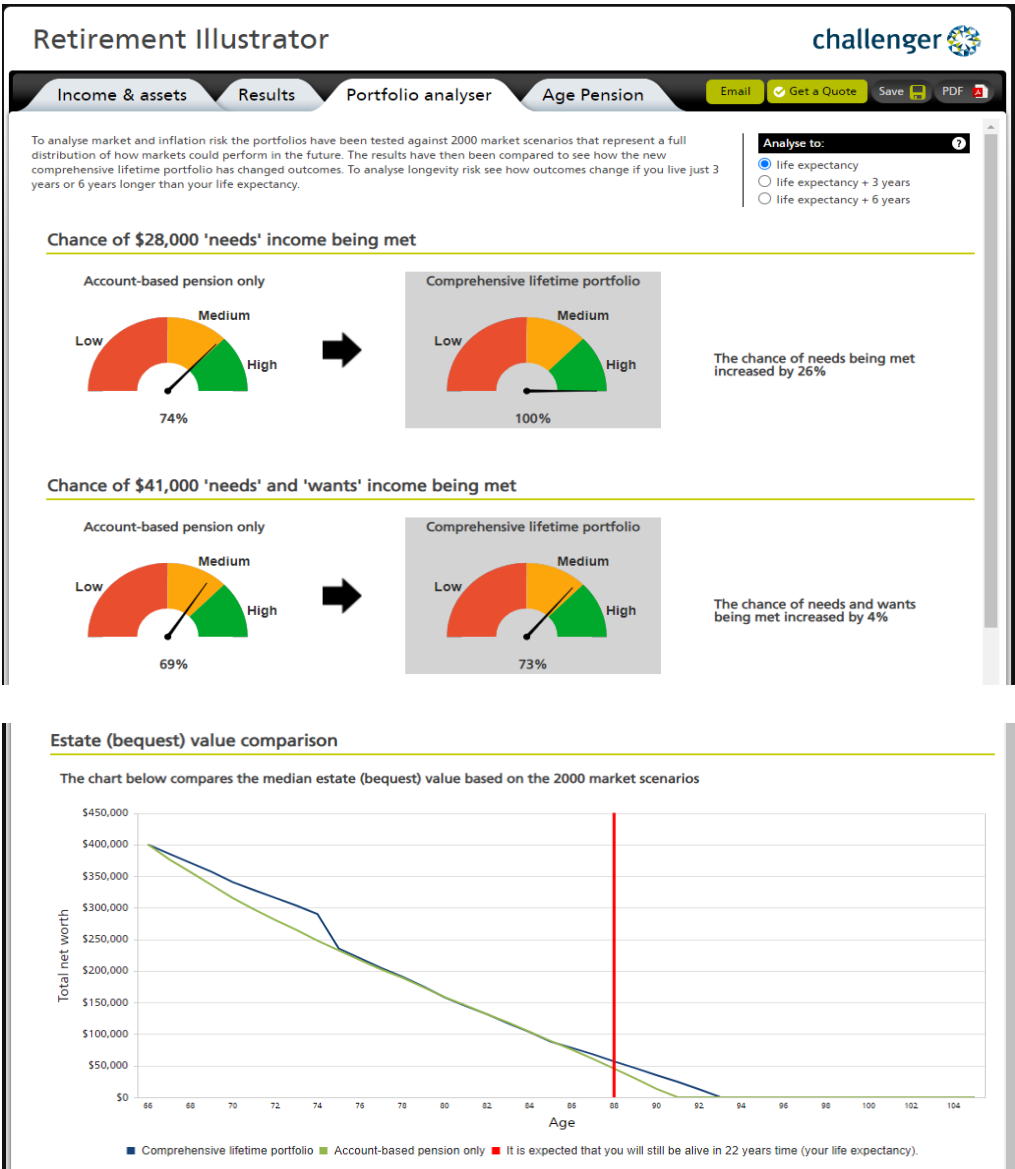 Retirement Illustrator
challenger
Income & assets
Results
Portfolio analyser
Age Pension
Email
Get a Quote
Save
PDF
To analyse market and inflation risk the portfolios have been tested against 2000 market scenarios that represent a full
distribution of how markets could perform in the future. The results have then been compared to see how the new
comprehensive lifetime portfolio has changed outcomes. To analyse longevity risk see how outcomes change if you live just 3
years or 6 years longer than your life expectancy.
Analyse to:
?
life expectancy
life expectancy + 3 years
life expectancy + 6 years
Chance of $28,000 'needs' income being met
Account-based pension only
Low
Medium
High
74%
Comprehensive lifetime portfolio
Low
Medium
High
100%
The chance of needs being met
increased by 26%
Chance of $41,000 'needs' and 'wants' income being met
Account-based pension only
Low
Medium
High
69%
Comprehensive lifetime portfolio
Low
Medium
High
73%
The chance of needs and wants
being met increased by 4%
Estate (bequest) value comparison
The chart below compares the median estate (bequest) value based on the 2000 market scenarios
Total net worth
$450,000
$400,000
$350,000
$300,000
$250,000
$200,000
$150,000
$100,000
$50,000
$0
66 68 70 72 74 76 78 80 82 84 86 88 90 92 94 96 98 100 102 104
Age
Comprehensive lifetime portfolio Account-based pension only It is expected that you will still be alive in 22 years time (your life expectancy).